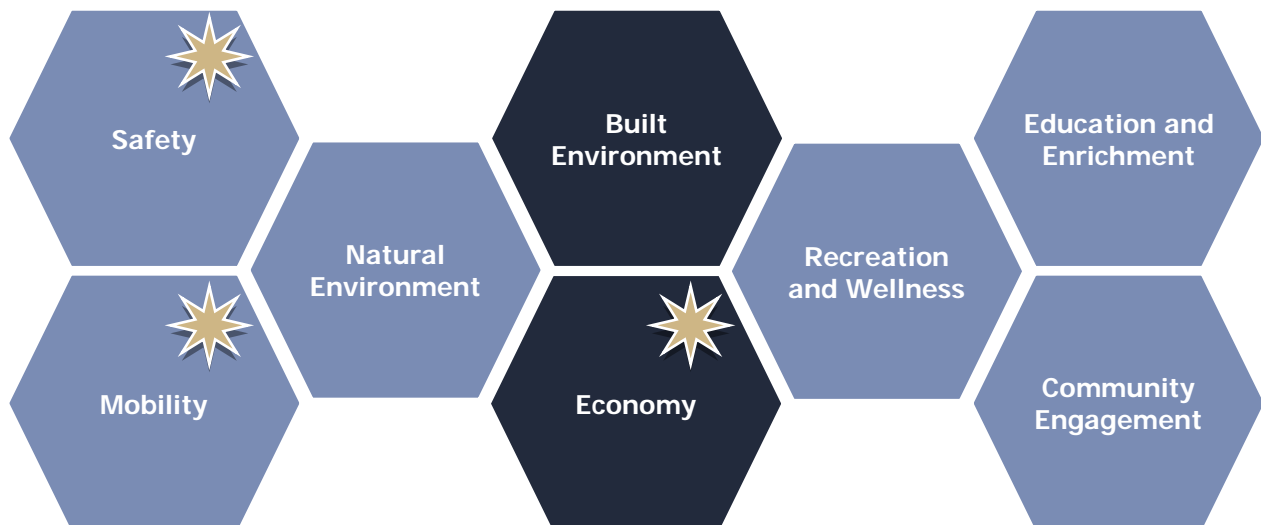 Safety
Built
Environment
Education and
Enrichment
Natural
Environment
Recreation
and Wellness
Mobility
Economy
Community
Engagement